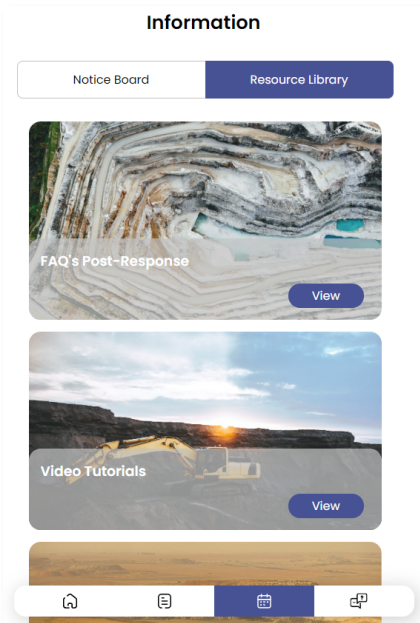 Information
Notice Board
Resource Library
FAQ's Post-Response
View
Video Tutorials
View